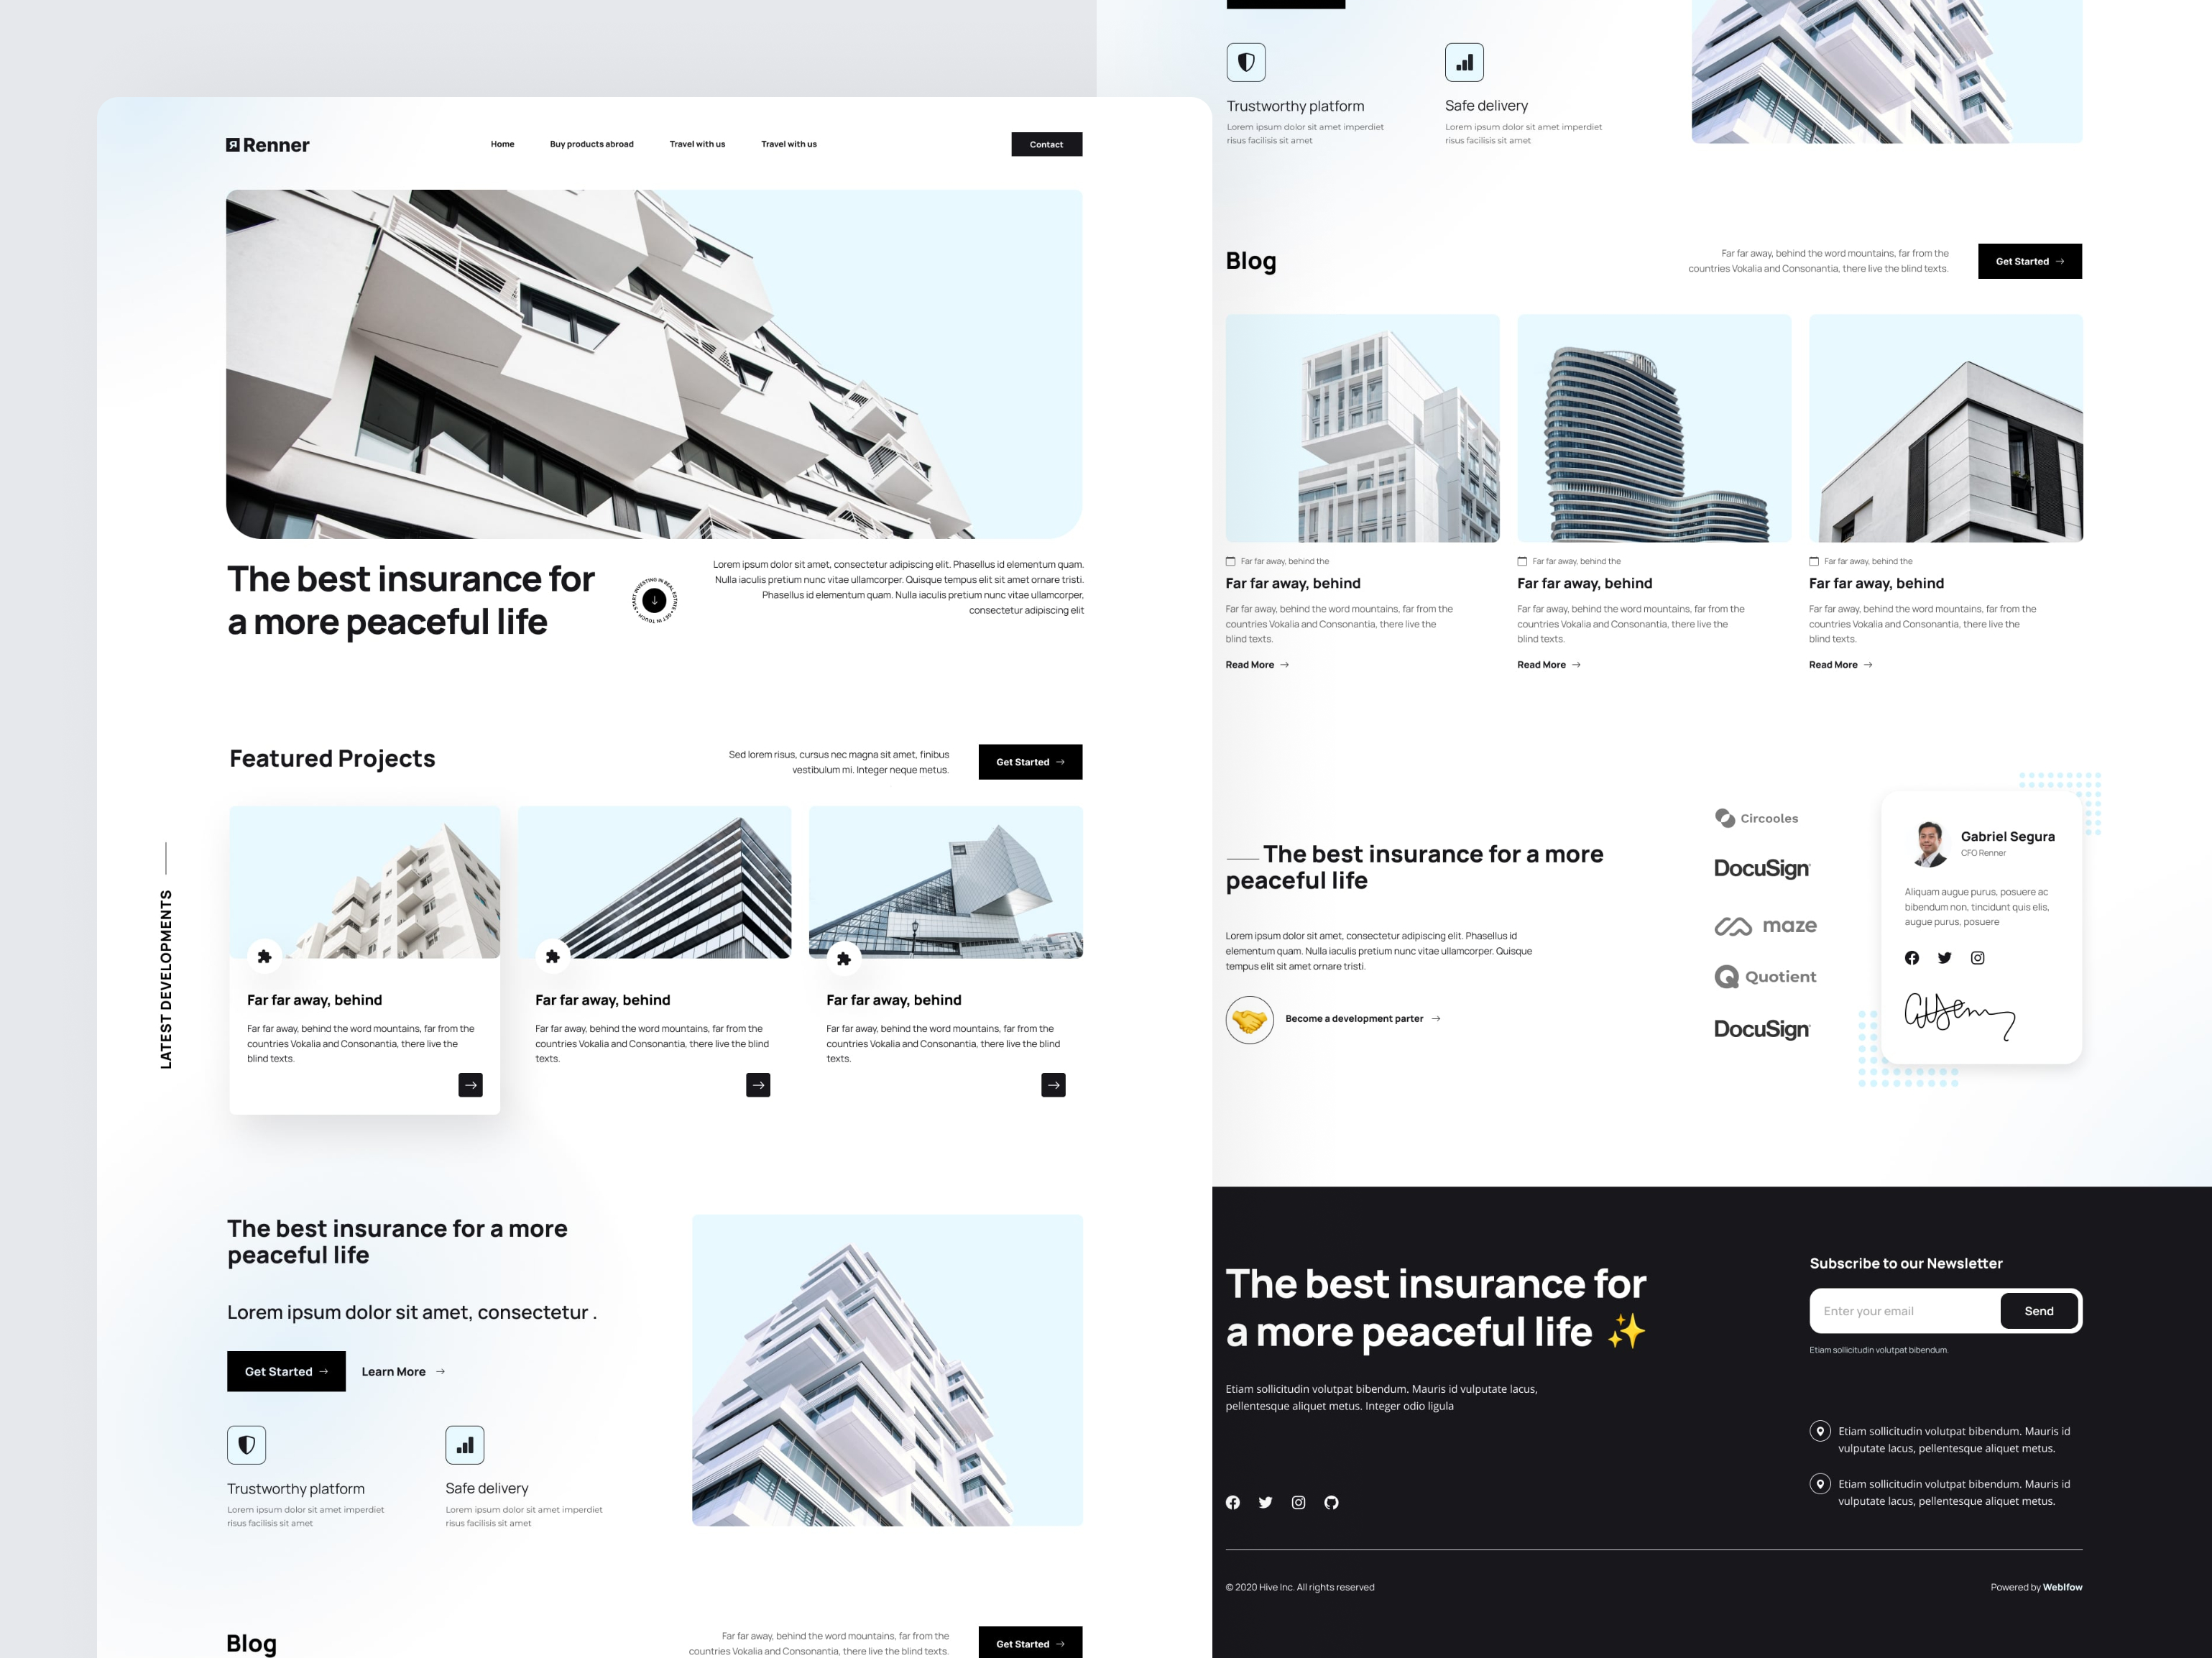 Renner
Home
Buy products abroad
Travel with us
Travel with us
Contact
The best insurance for
a more peaceful life
START INVESTING IN REAL ESTATE • GET IN TOUCH •
Lorem ipsum dolor sit amet, consectetur adipiscing elit. Phasellus id elementum quam.
Nulla iaculis pretium nunc vitae ullamcorper. Quisque tempus elit sit amet ornare tristi.
Phasellus id elementum quam. Nulla iaculis pretium nunc vitae ullamcorper,
consectetur adipiscing elit
Featured Projects
Sed lorem risus, cursus nec magna sit amet, finibus
vestibulum mi. Integer neque metus.
Get Started
LATEST DEVELOPMENTS
Far far away, behind
Far far away, behind the word mountains, far from the
countries Vokalia and Consonantia, there live the
blind texts.
Far far away, behind
Far far away, behind the word mountains, far from the
countries Vokalia and Consonantia, there live the blind
texts.
Far far away, behind
Far far away, behind the word mountains, far from the
countries Vokalia and Consonantia, there live the blind
texts.
The best insurance for a more
peaceful life
Lorem ipsum dolor sit amet, consectetur .
Get Started
Learn More
Trustworthy platform
Lorem ipsum dolor sit amet imperdiet
risus facilisis sit amet
Safe delivery
Lorem ipsum dolor sit amet imperdiet
risus facilisis sit amet
Blog
Far far away, behind the word mountains, far from the
countries Vokalia and Consonantia, there live the blind texts.
Get Started
Trustworthy platform
Lorem ipsum dolor sit amet imperdiet
risus facilisis sit amet
Safe delivery
Lorem ipsum dolor sit amet imperdiet
risus facilisis sit amet
Blog
Far far away, behind the word mountains, far from the
countries Vokalia and Consonantia, there live the blind texts.
Get Started
Far far away, behind the
Far far away, behind
Far far away, behind the word mountains, far from the
countries Vokalia and Consonantia, there live the
blind texts.
Read More
Far far away, behind the
Far far away, behind
Far far away, behind the word mountains, far from the
countries Vokalia and Consonantia, there live the
blind texts.
Read More
Far far away, behind the
Far far away, behind
Far far away, behind the word mountains, far from the
countries Vokalia and Consonantia, there live the
blind texts.
Read More
The best insurance for a more
peaceful life
Lorem ipsum dolor sit amet, consectetur adipiscing elit. Phasellus id
elementum quam. Nulla iaculis pretium nunc vitae ullamcorper. Quisque
tempus elit sit amet ornare tristi.
Become a development parter
Circooles
DocuSign
maze
Quotient
DocuSign
Gabriel Segura
CFO Renner
Aliquam augue purus, posuere ac
bibendum non, tincidunt quis elis,
augue purus, posuere
The best insurance for
a more peaceful life ✨
Etiam sollicitudin volutpat bibendum. Mauris id vulputate lacus,
pellentesque aliquet metus. Integer odio ligula
Subscribe to our Newsletter
Enter your email
Send
Etiam sollicitudin volutpat bibendum.
Etiam sollicitudin volutpat bibendum. Mauris id
vulputate lacus, pellentesque aliquet metus.
Etiam sollicitudin volutpat bibendum. Mauris id
vulputate lacus, pellentesque aliquet metus.
© 2020 Hive Inc. All rights reserved
Powered by Weblfow